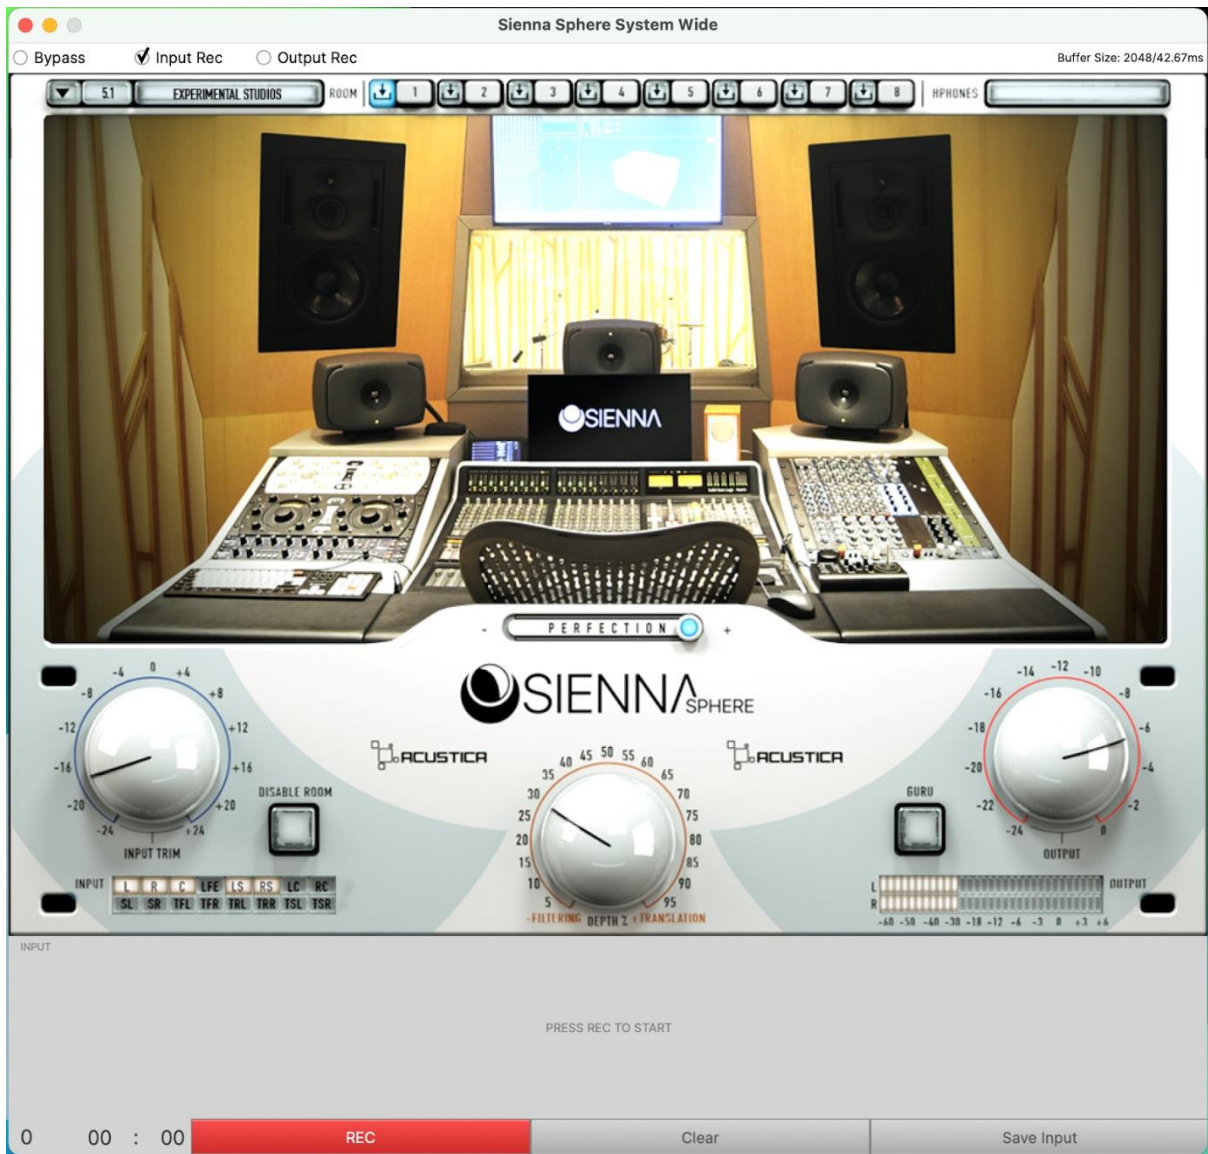 Sienna Sphere System Wide
Bypass Input Rec Output Rec Buffer Size: 2048/42.67ms
5.1 EXPERIMENTAL STUDIOS ROOM 1 2 3 4 5 6 7 8 HPHONES
SIENNA
- PERFECTION +
SIENNA SPHERE
ACUSTICA ACUSTICA
-24 -20 -16 -12 -8 -4 0 +4 +8 +12 +16 +20 +24
INPUT TRIM
DISABLE ROOM
INPUT L R C LFE LS RS LC RC
SL SR TFL TFR TRL TRR TSL TSR
5 10 15 20 25 30 35 40 45 50 55 60 65 70 75 80 85 90 95
-FILTERING DEPTH % +TRANSLATION
GURU
-24 -22 -20 -18 -16 -14 -12 -10 -8 -6 -4 -2 0
OUTPUT
L OUTPUT
R
-60 -50 -40 -30 -18 -12 -6 -3 0 +3 +6
INPUT
PRESS REC TO START
0 00 : 00 REC Clear Save Input